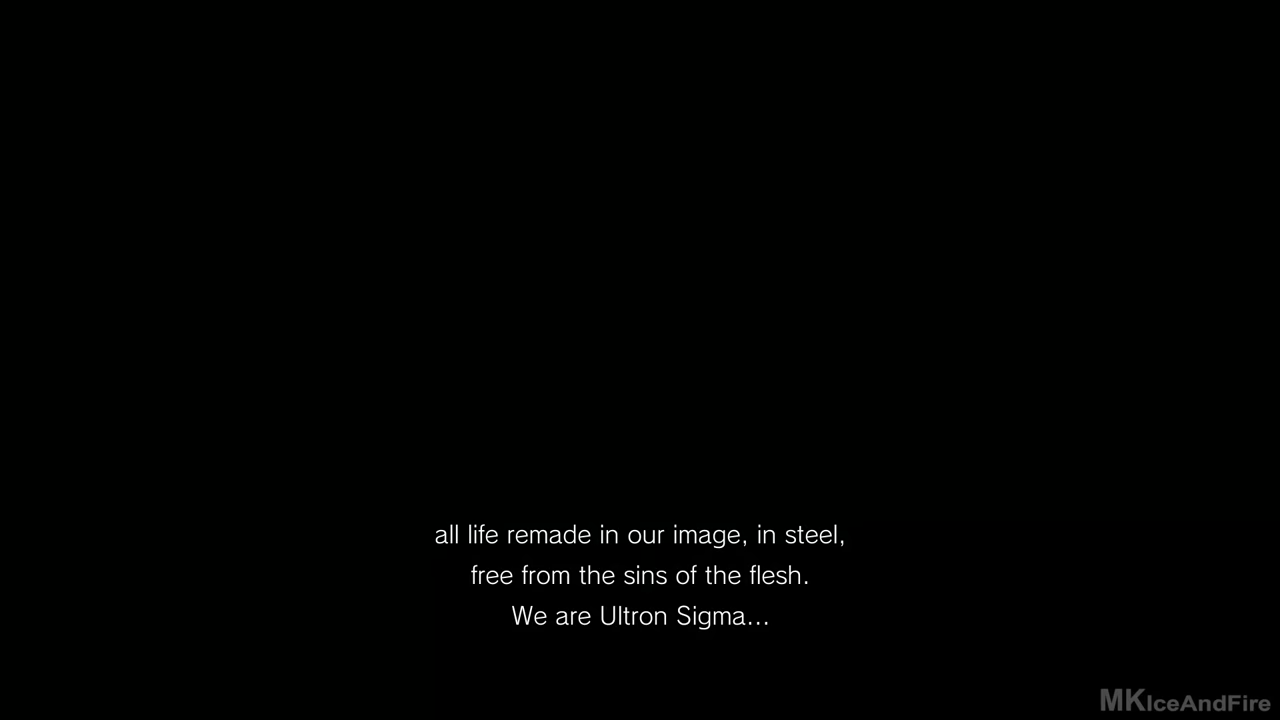 all life remade in our image, in steel,
free from the sins of the flesh.
We are Ultron Sigma...
MKIceAndFire